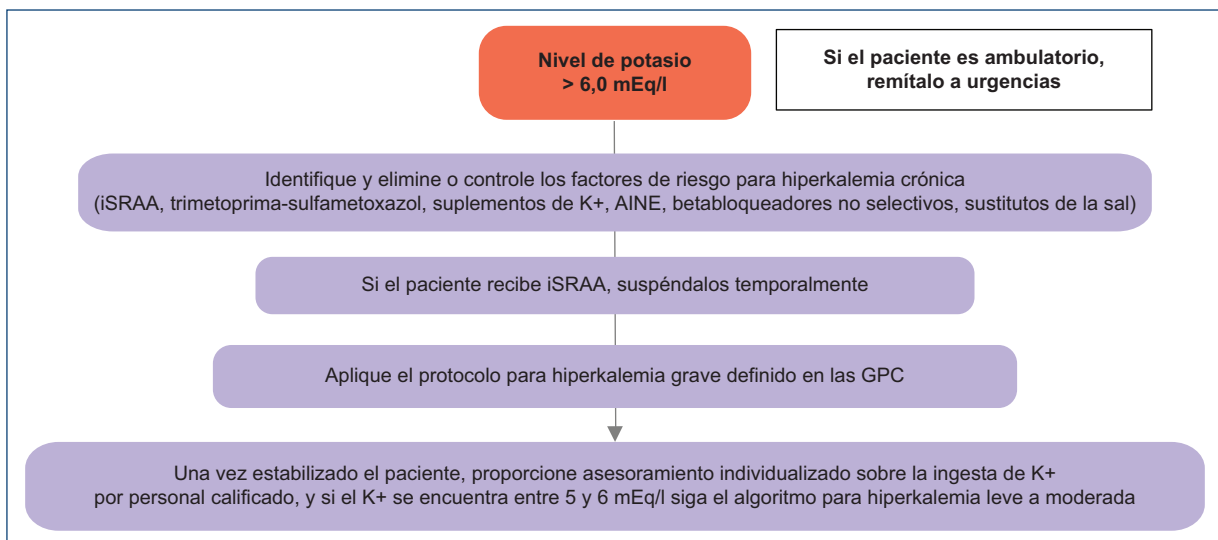 Nivel de potasio
> 6,0 mEq/l
Si el paciente es ambulatorio,
remítalo a urgencias
Identifique y elimine o controle los factores de riesgo para hiperkalemia crónica
(iSRAA, trimetoprima-sulfametoxazol, suplementos de K+, AINE, betabloqueadores no selectivos, sustitutos de la sal)
Si el paciente recibe iSRAA, suspéndalos temporalmente
Aplique el protocolo para hiperkalemia grave definido en las GPC
Una vez estabilizado el paciente, proporcione asesoramiento individualizado sobre la ingesta de K+
por personal calificado, y si el K+ se encuentra entre 5 y 6 mEq/l siga el algoritmo para hiperkalemia leve a moderada